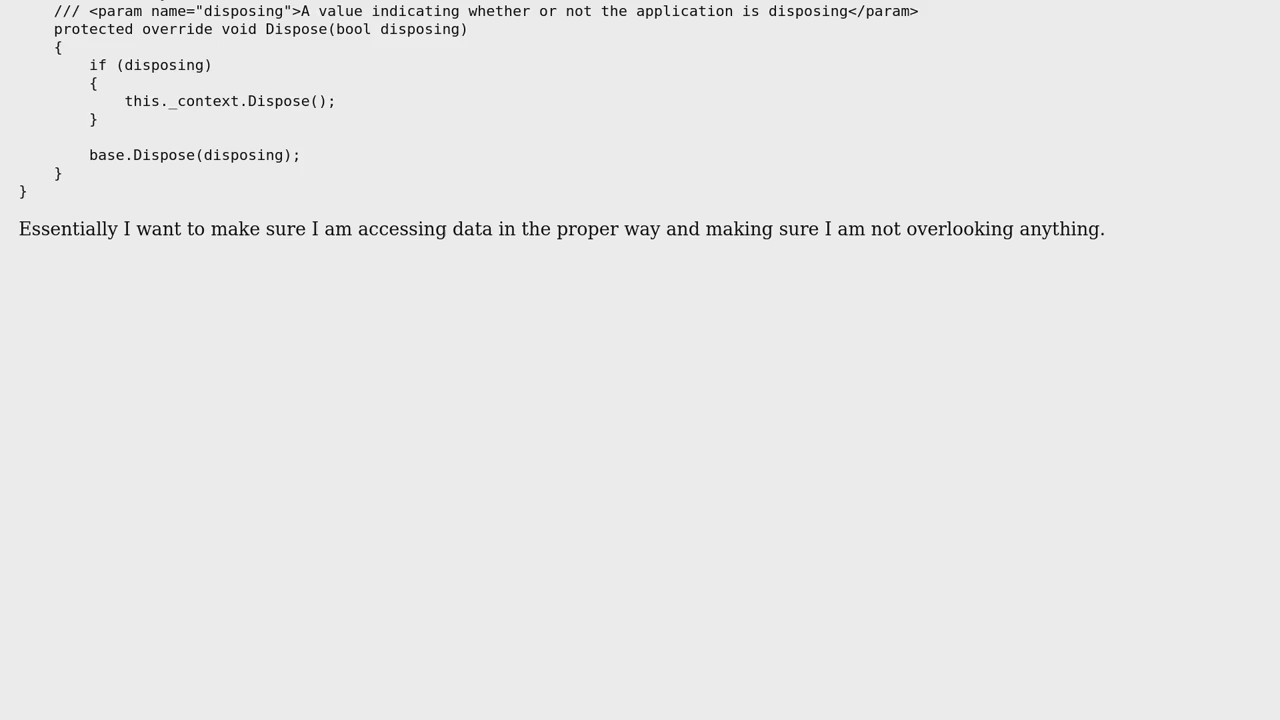 /// <param name="disposing">A value indicating whether or not the application is disposing</param>
protected override void Dispose(bool disposing)
{
if (disposing)
{
this._context.Dispose();
}
base.Dispose(disposing);
}
}
Essentially I want to make sure I am accessing data in the proper way and making sure I am not overlooking anything.